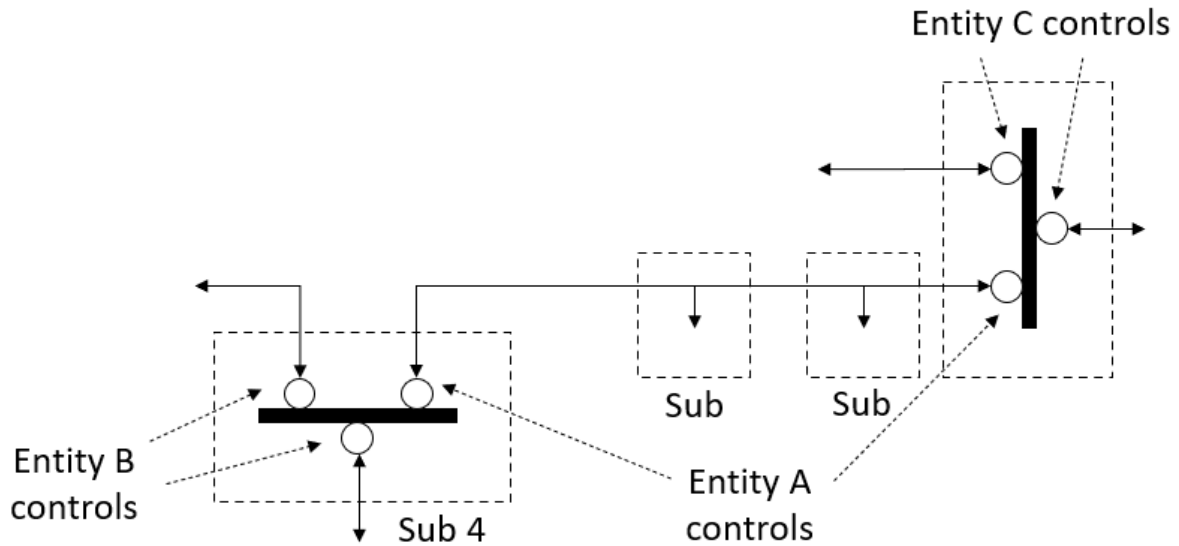 Entity C controls
Sub
Sub
Entity B
controls
Entity A
controls
Sub 4